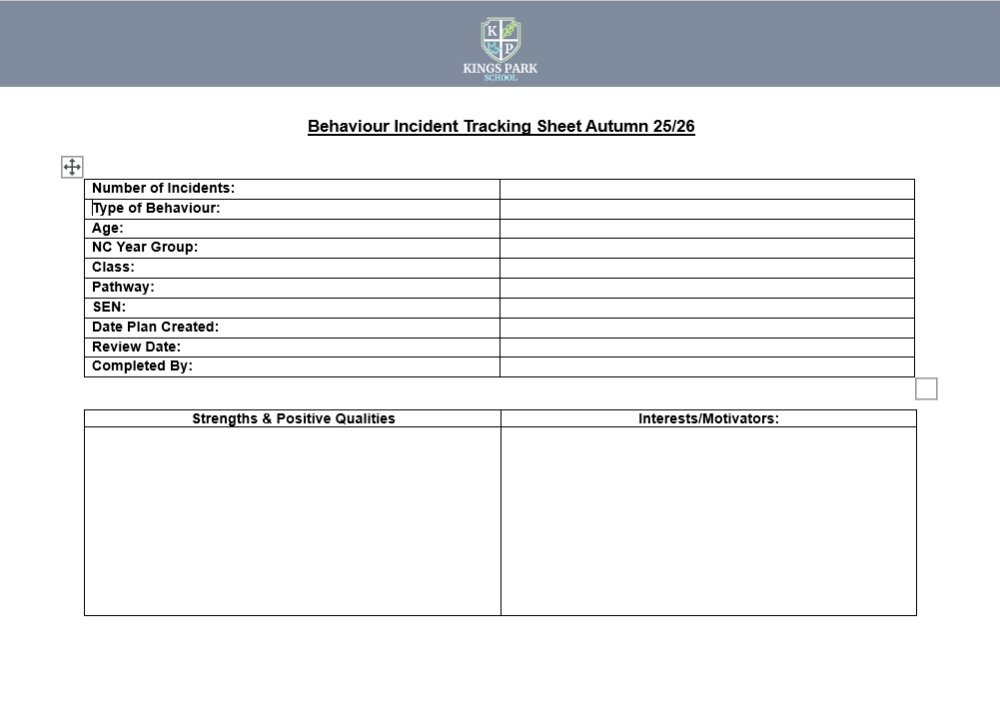 K
P
KINGS PARK
SCHOOL
Behaviour Incident Tracking Sheet Autumn 25/26
Number of Incidents:
Type of Behaviour:
Age:
NC Year Group:
Class:
Pathway:
SEN:
Date Plan Created:
Review Date:
Completed By:
Strengths & Positive Qualities
Interests/Motivators: